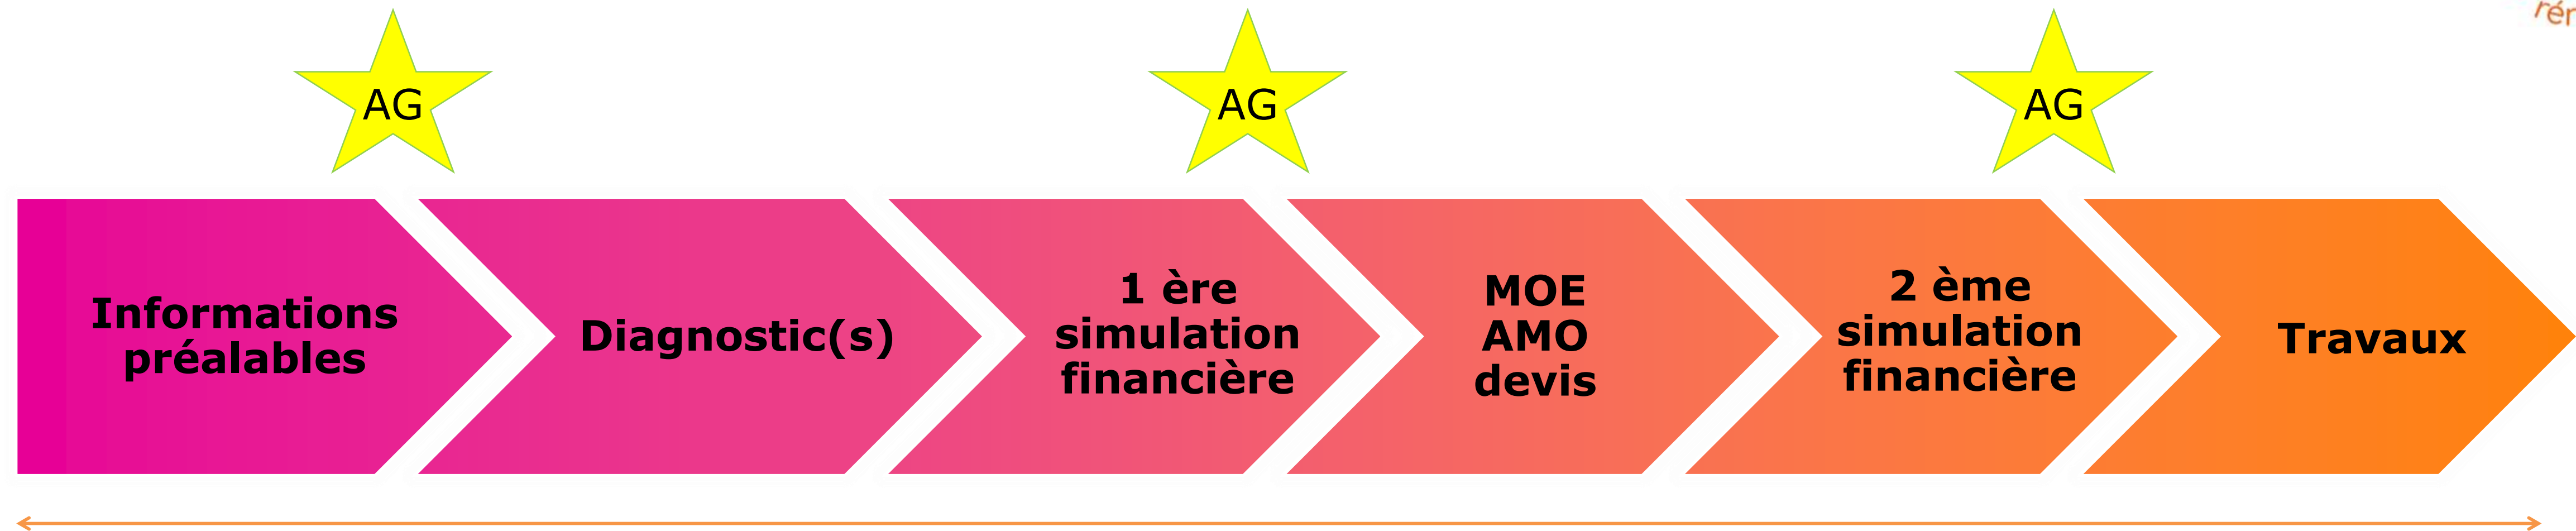 AG
AG
AG
Informations
préalables
Diagnostic(s)
1 ère
simulation
financière
MOE
AMO
devis
2 ème
simulation
financière
Travaux